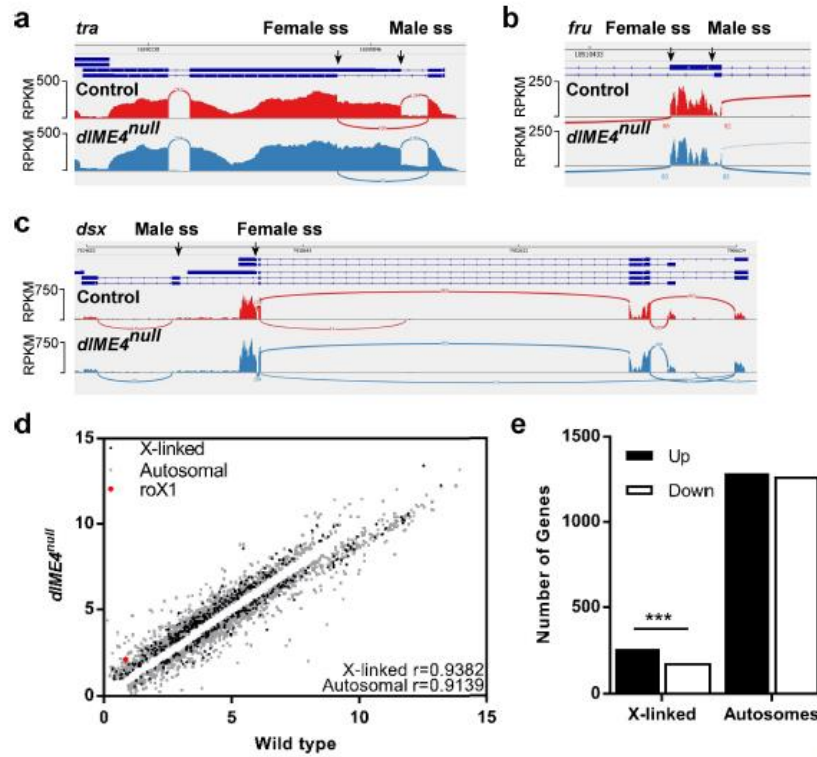 a
tra
Female ss
Male ss
500
RPKM
Control
500
RPKM
dIME4null
b
fru
Female ss
Male ss
250
RPKM
Control
250
RPKM
dIME4null
c
dsx
Male ss
Female ss
750
RPKM
Control
750
RPKM
dIME4null
d
15
10
5
0
dIME4null
X-linked
Autosomal
roX1
X-linked r=0.9382
Autosomal r=0.9139
0
5
10
15
Wild type
e
1500
1000
500
0
Number of Genes
Up
Down
***
X-linked
Autosomes